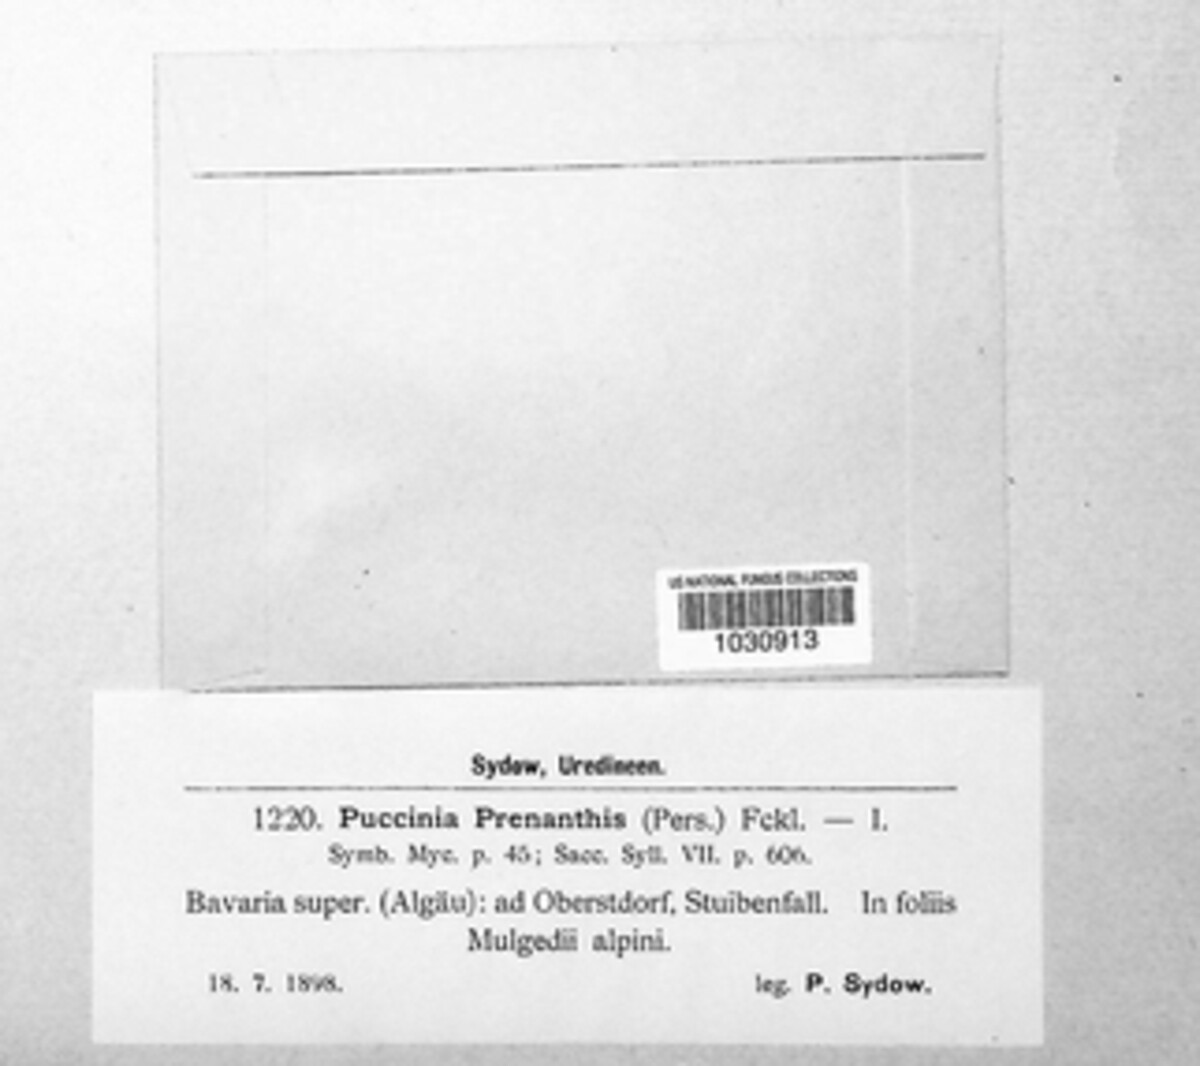 US NATIONAL FUNGUS COLLECTIONS
1030913
Sydow, Uredineen.
1220. Puccinia Prenanthis (Pers.) Fckl. — I.
Symb. Myc. p. 45; Sacc. Syll. VII. p. 606.
Bavaria super. (Algäu): ad Oberstdorf, Stuibenfall. In foliis
Mulgedii alpini.
18. 7. 1898. leg. P. Sydow.